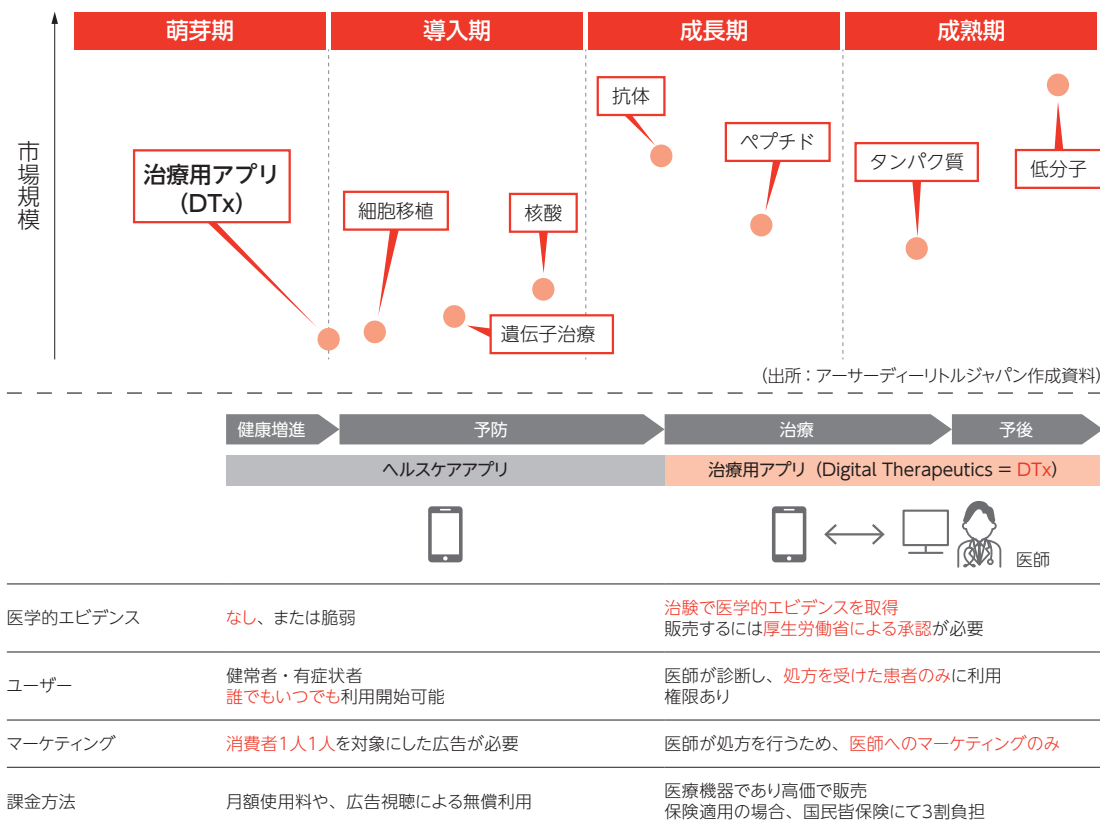 萌芽期
導入期
成長期
成熟期
市場規模
治療用アプリ
(DTx)
細胞移植
核酸
遺伝子治療
抗体
ペプチド
タンパク質
低分子
(出所：アーサーディーリトルジャパン作成資料)
健康増進
予防
治療
予後
ヘルスケアアプリ
治療用アプリ（Digital Therapeutics = DTx）
医師
医学的エビデンス
なし、または脆弱
治験で医学的エビデンスを取得
販売するには厚生労働省による承認が必要
ユーザー
健常者・有症状者
誰でもいつでも利用開始可能
医師が診断し、処方を受けた患者のみに利用
権限あり
マーケティング
消費者1人1人を対象にした広告が必要
医師が処方を行うため、医師へのマーケティングのみ
課金方法
月額使用料や、広告視聴による無償利用
医療機器であり高価で販売
保険適用の場合、国民皆保険にて3割負担